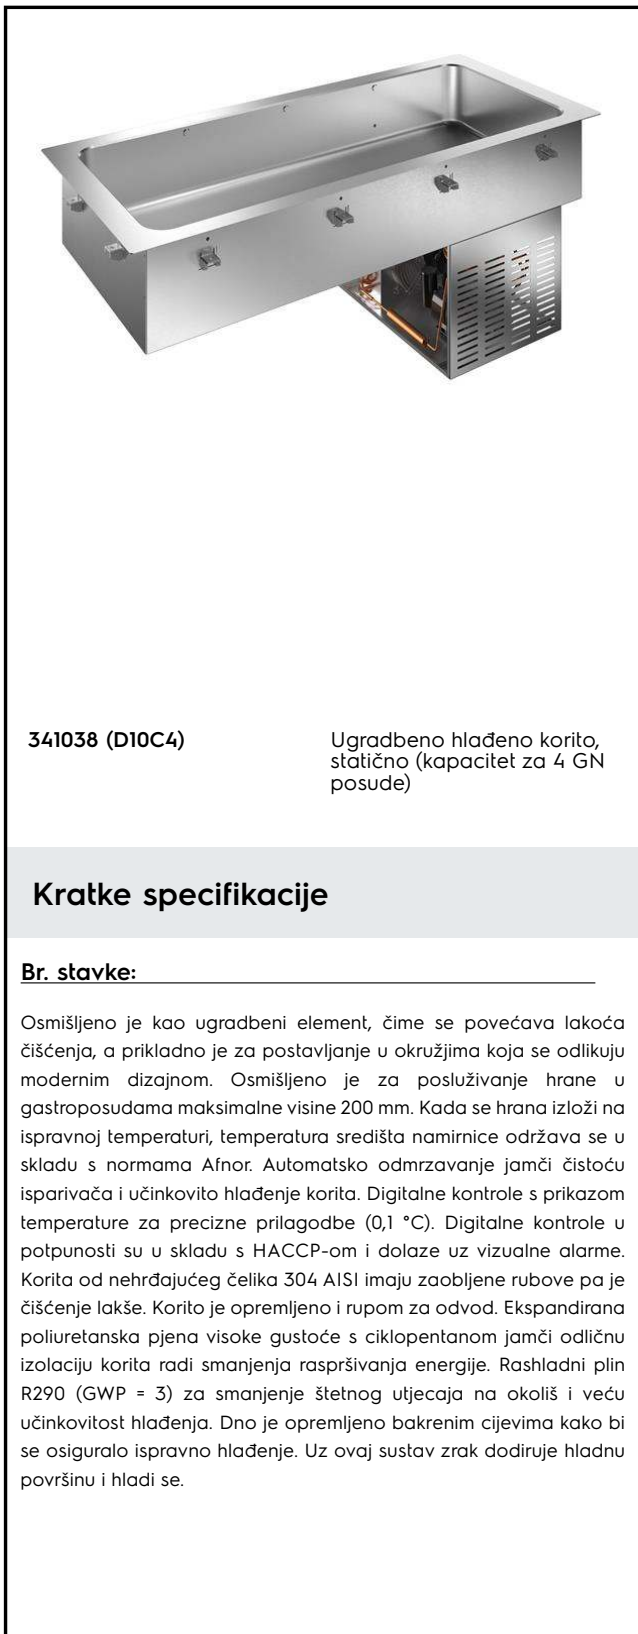 341038 (D10C4)
Ugradbeno hlađeno korito,
statično (kapacitet za 4 GN
posude)
Kratke specifikacije
Br. stavke:
Osmišljeno je kao ugradbeni element, čime se povećava lakoća
čišćenja, a prikladno je za postavljanje u okružjima koja se odlikuju
modernim dizajnom. Osmišljeno je za posluživanje hrane u
gastroposudama maksimalne visine 200 mm. Kada se hrana izloži na
ispravnoj temperaturi, temperatura središta namirnice održava se u
skladu s normama Afnor. Automatsko odmrzavanje jamči čistoću
isparivača i učinkovito hlađenje korita. Digitalne kontrole s prikazom
temperature za precizne prilagodbe (0,1 °C). Digitalne kontrole u
potpunosti su u skladu s HACCP-om i dolaze uz vizualne alarme.
Korita od nehrđajućeg čelika 304 AISI imaju zaobljene rubove pa je
čišćenje lakše. Korito je opremljeno i rupom za odvod. Ekspandirana
poliuretanska pjena visoke gustoće s ciklopentanom jamči odličnu
izolaciju korita radi smanjenja raspršivanja energije. Rashladni plin
R290 (GWP = 3) za smanjenje štetnog utjecaja na okoliš i veću
učinkovitost hlađenja. Dno je opremljeno bakrenim cijevima kako bi
se osiguralo ispravno hlađenje. Uz ovaj sustav zrak dodiruje hladnu
površinu i hladi se.